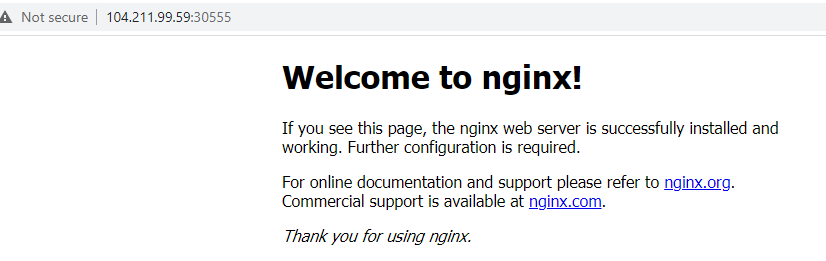 Not secure | 104.211.99.59:30555
Welcome to nginx!
If you see this page, the nginx web server is successfully installed and
working. Further configuration is required.
For online documentation and support please refer to nginx.org.
Commercial support is available at nginx.com.
Thank you for using nginx.